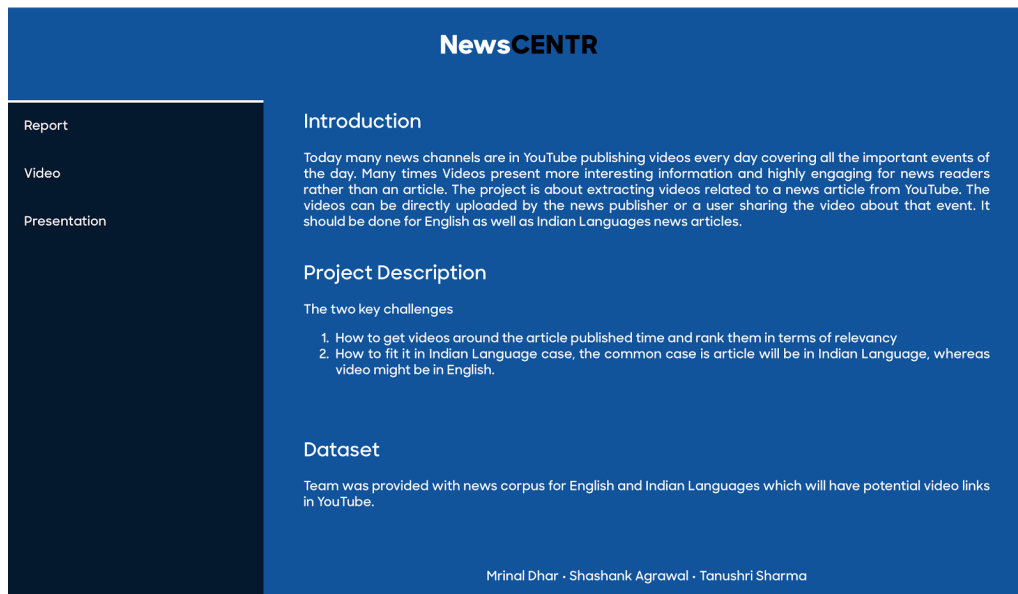 NewsCENTR
Report
Video
Presentation
Introduction
Today many news channels are in YouTube publishing videos every day covering all the important events of
the day. Many times Videos present more interesting information and highly engaging for news readers
rather than an article. The project is about extracting videos related to a news article from YouTube. The
videos can be directly uploaded by the news publisher or a user sharing the video about that event. It
should be done for English as well as Indian Languages news articles.
Project Description
The two key challenges
1. How to get videos around the article published time and rank them in terms of relevancy
2. How to fit it in Indian Language case, the common case is article will be in Indian Language, whereas
video might be in English.
Dataset
Team was provided with news corpus for English and Indian Languages which will have potential video links
in YouTube.
Mrinal Dhar • Shashank Agrawal • Tanushri Sharma